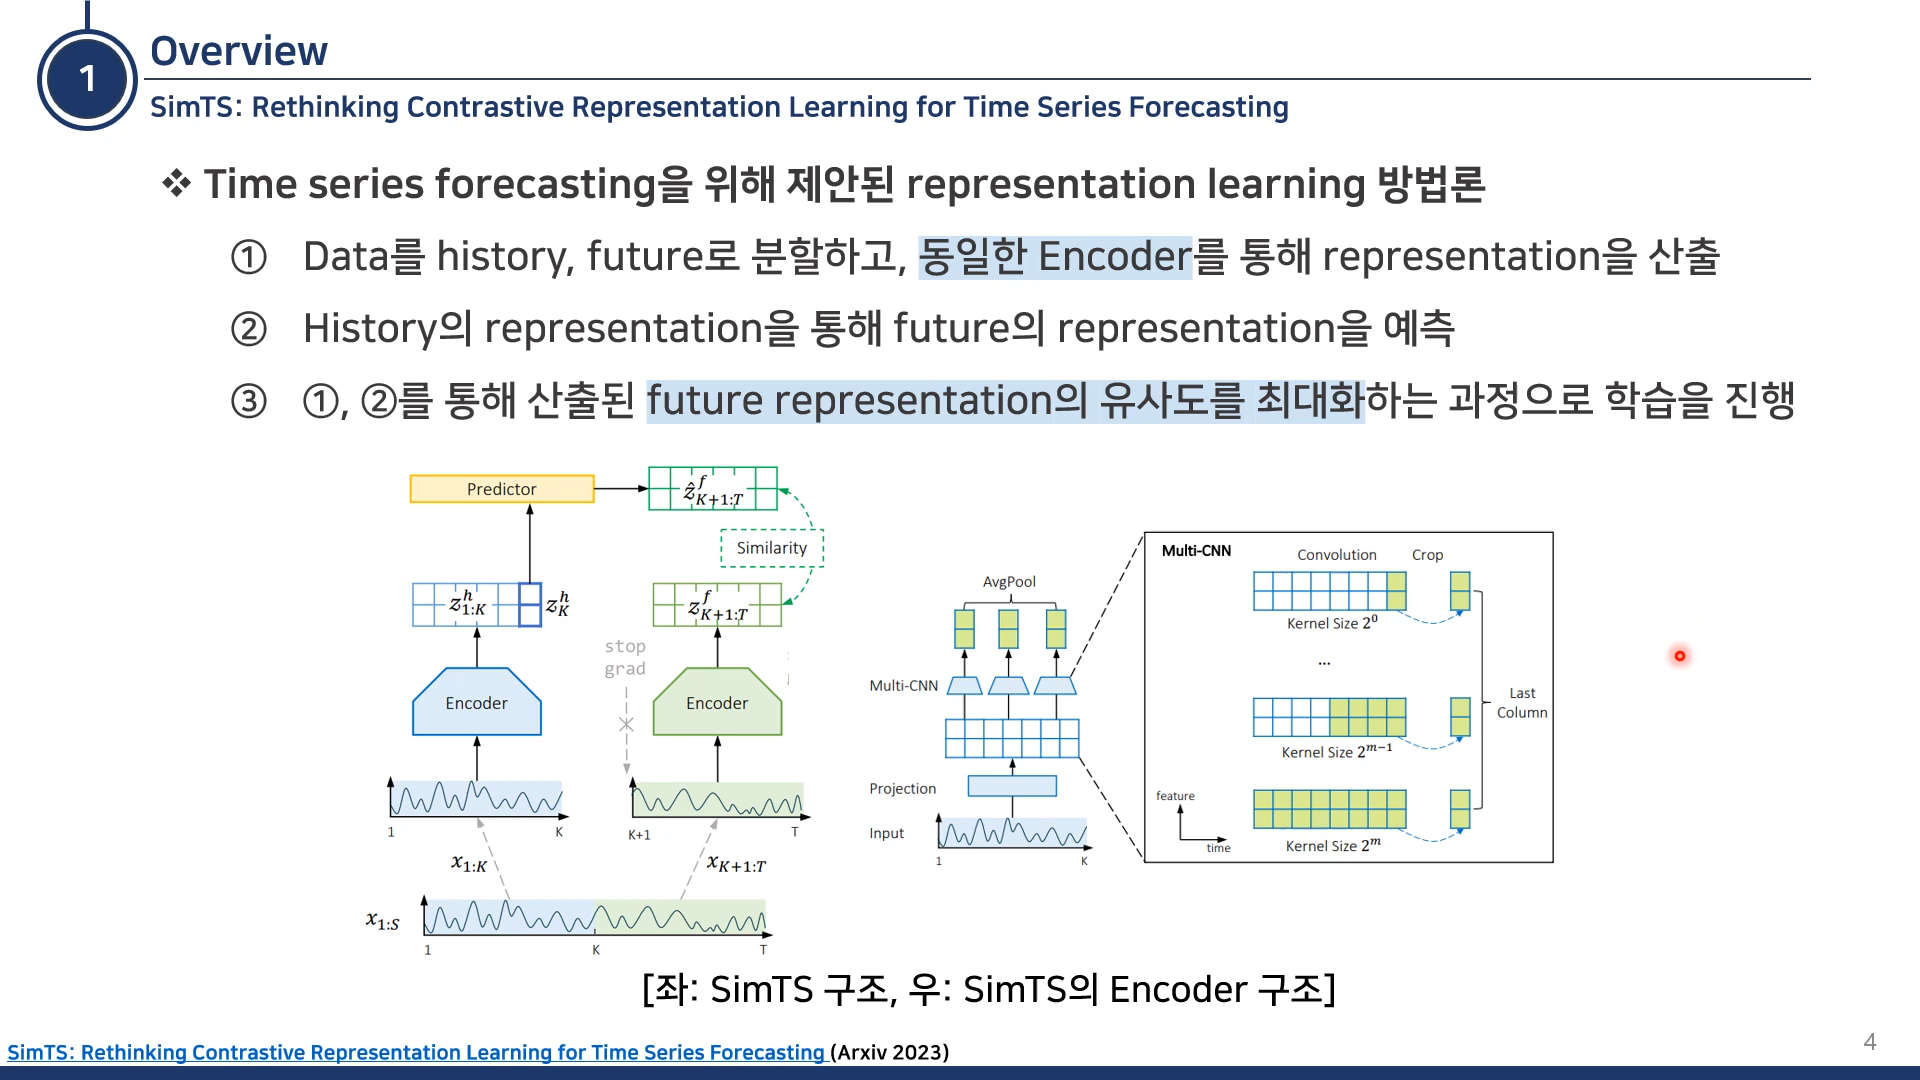 1
Overview
SimTS: Rethinking Contrastive Representation Learning for Time Series Forecasting
❖ Time series forecasting을 위해 제안된 representation learning 방법론
① Data를 history, future로 분할하고, 동일한 Encoder를 통해 representation을 산출
② History의 representation을 통해 future의 representation을 예측
③ ①, ②를 통해 산출된 future representation의 유사도를 최대화하는 과정으로 학습을 진행
Predictor
ẑ^f_{K+1:T}
Similarity
z^h_{1:K}
z^h_K
z^f_{K+1:T}
stop
grad
Encoder
Encoder
1
K
K+1
T
x_{1:K}
x_{K+1:T}
x_{1:S}
1
K
T
AvgPool
Multi-CNN
Projection
Input
1
K
Multi-CNN
Convolution
Crop
Kernel Size 2^0
...
Kernel Size 2^{m−1}
Last
Column
feature
time
Kernel Size 2^m
[좌: SimTS 구조, 우: SimTS의 Encoder 구조]
SimTS: Rethinking Contrastive Representation Learning for Time Series Forecasting (Arxiv 2023)
4